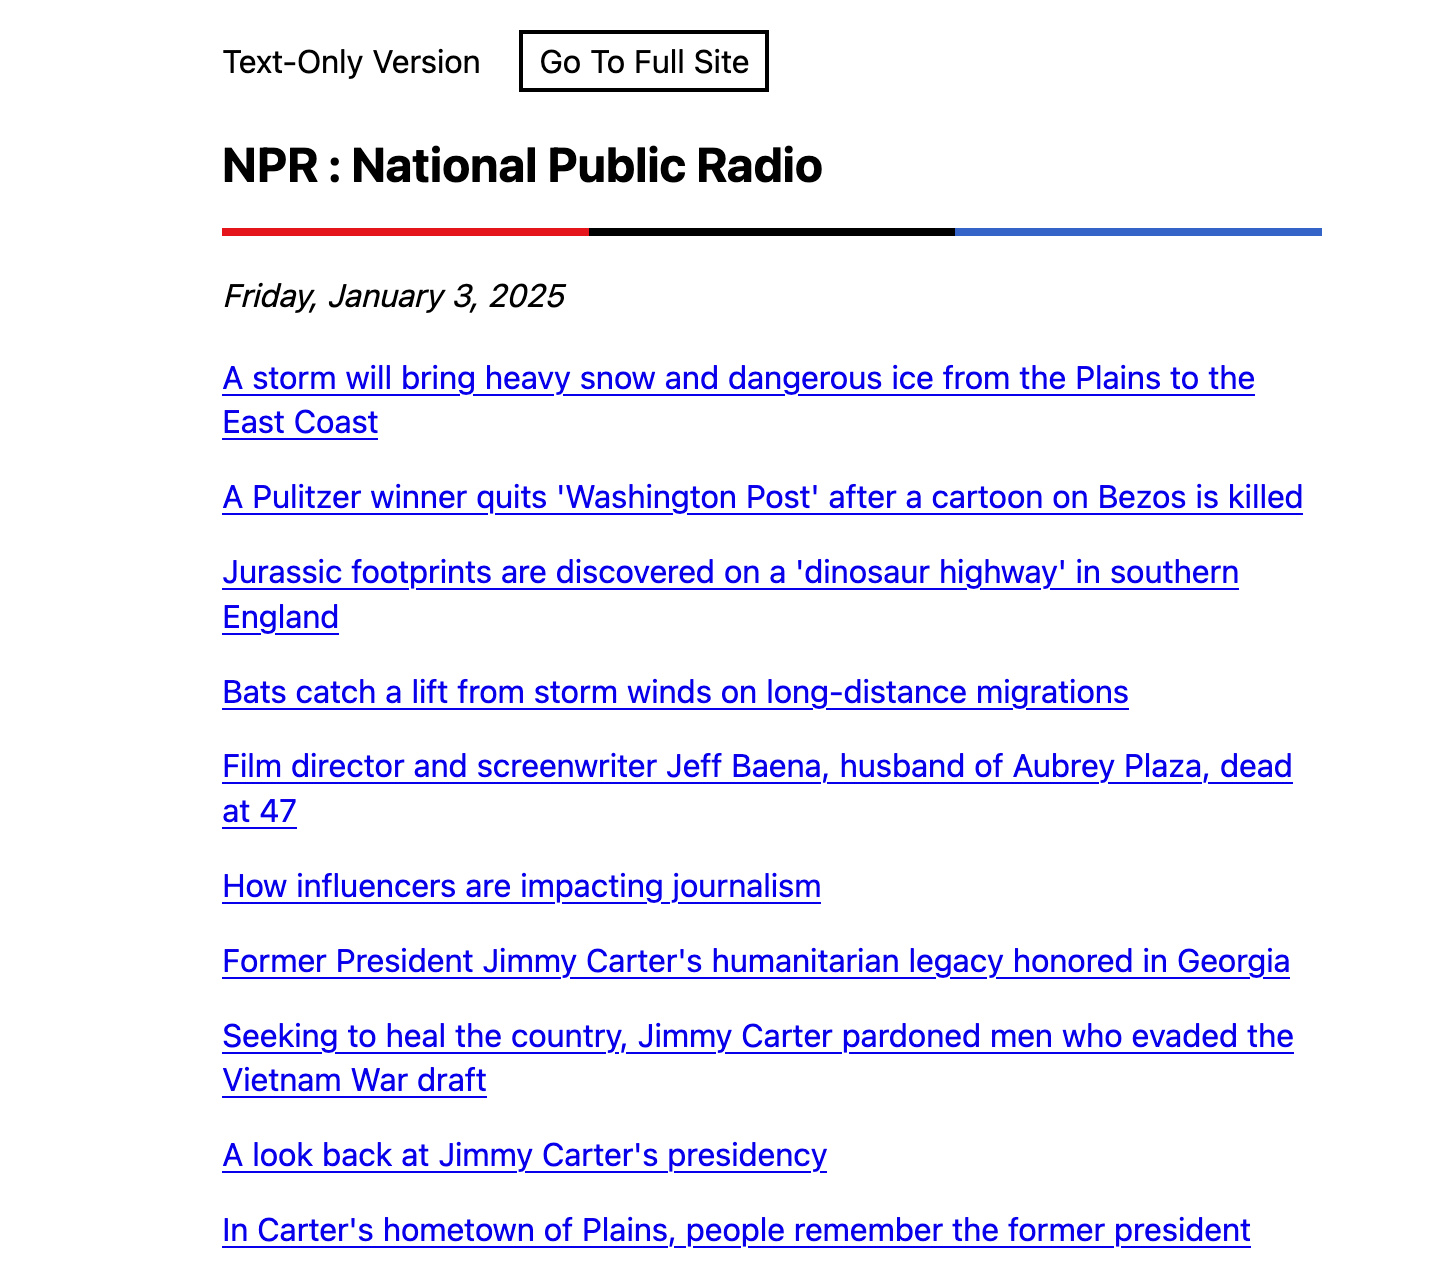 Text-Only Version Go To Full Site
NPR : National Public Radio
Friday, January 3, 2025
A storm will bring heavy snow and dangerous ice from the Plains to the
East Coast
A Pulitzer winner quits 'Washington Post' after a cartoon on Bezos is killed
Jurassic footprints are discovered on a 'dinosaur highway' in southern
England
Bats catch a lift from storm winds on long-distance migrations
Film director and screenwriter Jeff Baena, husband of Aubrey Plaza, dead
at 47
How influencers are impacting journalism
Former President Jimmy Carter's humanitarian legacy honored in Georgia
Seeking to heal the country, Jimmy Carter pardoned men who evaded the
Vietnam War draft
A look back at Jimmy Carter's presidency
In Carter's hometown of Plains, people remember the former president